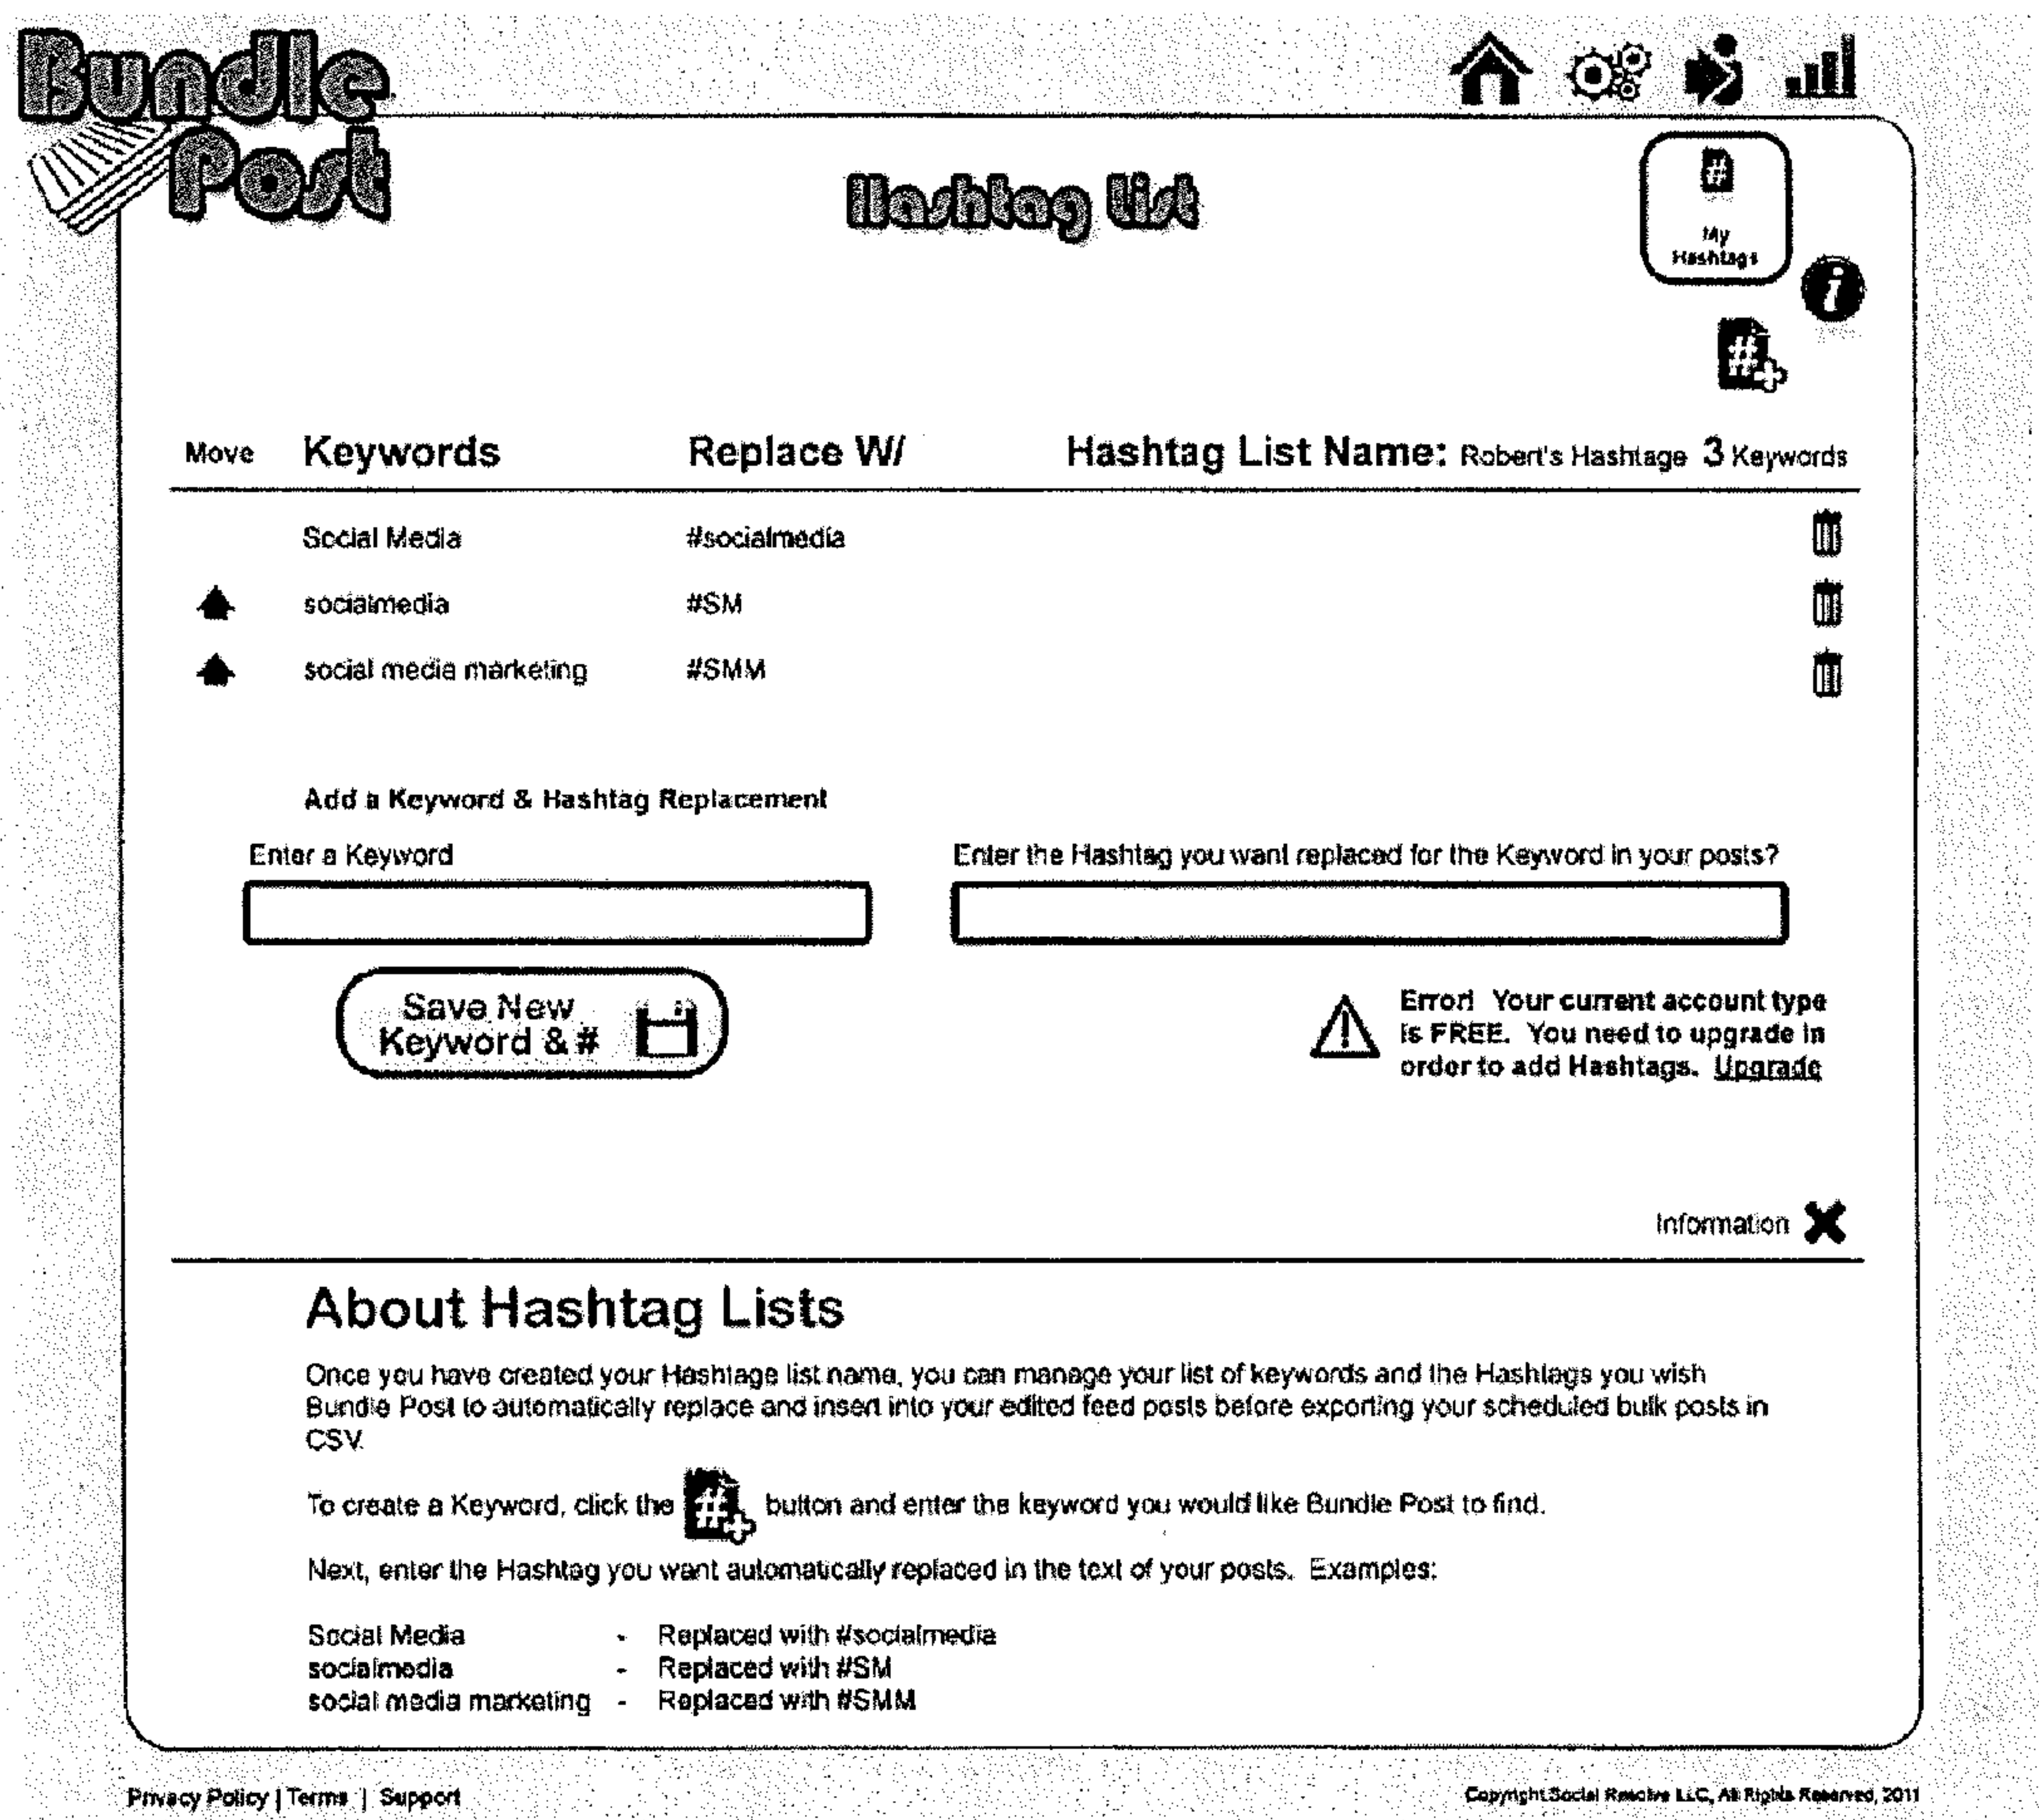 Bundle
Post
Hashtag List
#
My
Hashtags
i
#
Move Keywords Replace W/ Hashtag List Name: Robert's Hashtage 3 Keywords
Social Media #socialmedia
socialmedia #SM
social media marketing #SMM
Add a Keyword & Hashtag Replacement
Enter a Keyword Enter the Hashtag you want replaced for the Keyword in your posts?
Save New
Keyword & #
Error! Your current account type
is FREE. You need to upgrade in
order to add Hashtags. Upgrade
Information
About Hashtag Lists
Once you have created your Hashtage list name, you can manage your list of keywords and the Hashtags you wish
Bundle Post to automatically replace and insert into your edited feed posts before exporting your scheduled bulk posts in
CSV.
To create a Keyword, click the # button and enter the keyword you would like Bundle Post to find.
Next, enter the Hashtag you want automatically replaced in the text of your posts. Examples:
Social Media - Replaced with #socialmedia
socialmedia - Replaced with #SM
social media marketing - Replaced with #SMM
Privacy Policy | Terms | Support Copyright Social Resolve LLC, All Rights Reserved, 2011